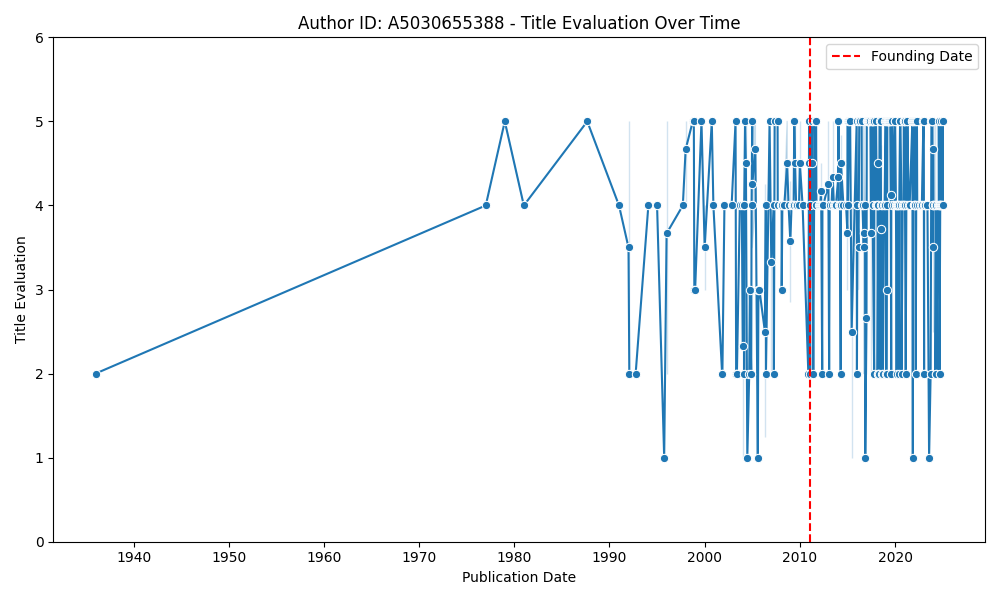 Author ID: A5030655388 - Title Evaluation Over Time
Founding Date
Title Evaluation
6
5
4
3
2
1
0
1940 1950 1960 1970 1980 1990 2000 2010 2020
Publication Date